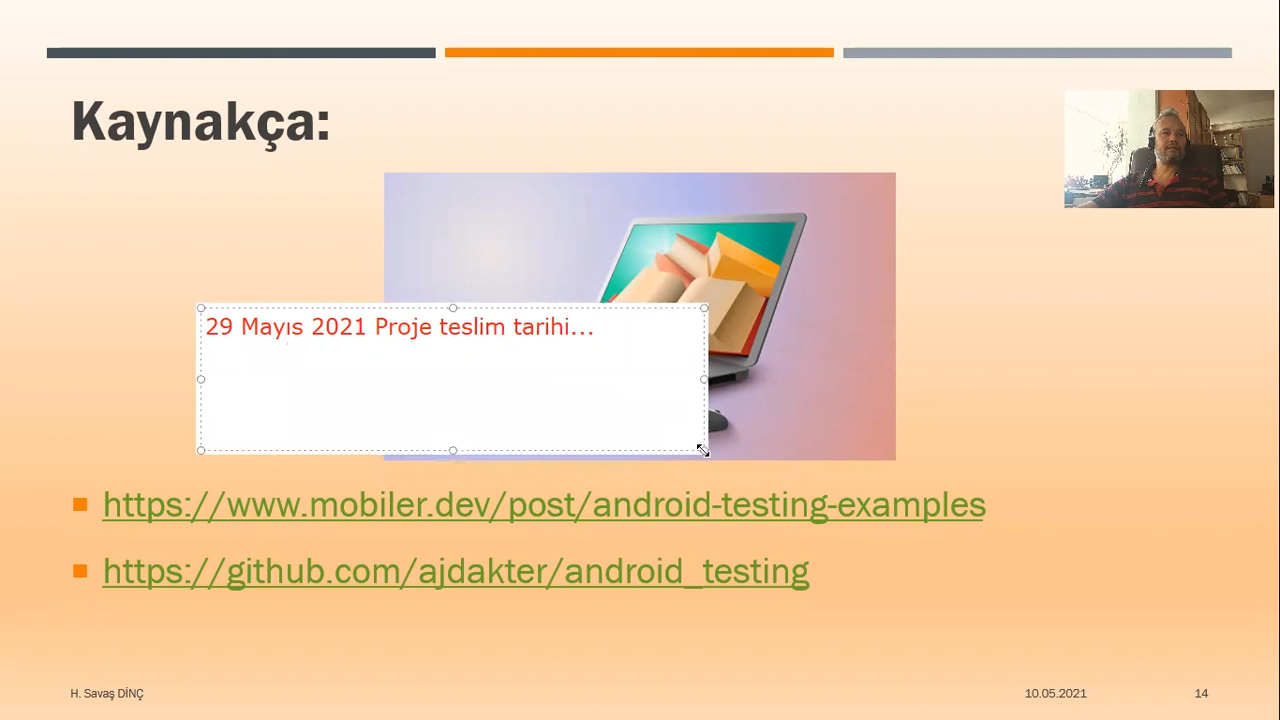 Kaynakça:
29 Mayıs 2021 Proje teslim tarihi...
https://www.mobiler.dev/post/android-testing-examples
https://github.com/ajdakter/android_testing
H. Savaş DİNÇ
10.05.2021
14